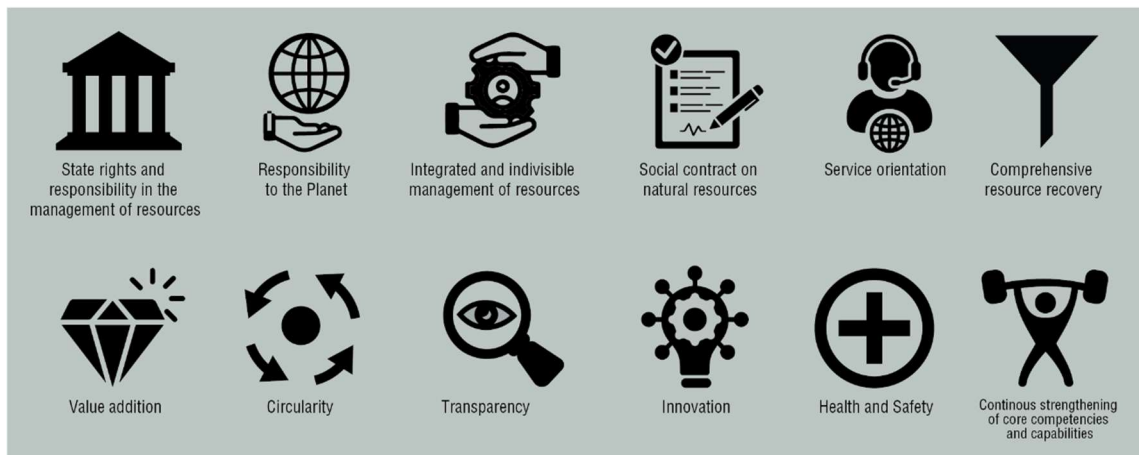 State rights and
responsibility in the
management of resources
Responsibility
to the Planet
Integrated and indivisible
management of resources
Social contract on
natural resources
Service orientation
Comprehensive
resource recovery
Value addition
Circularity
Transparency
Innovation
Health and Safety
Continous strengthening
of core competencies
and capabilities